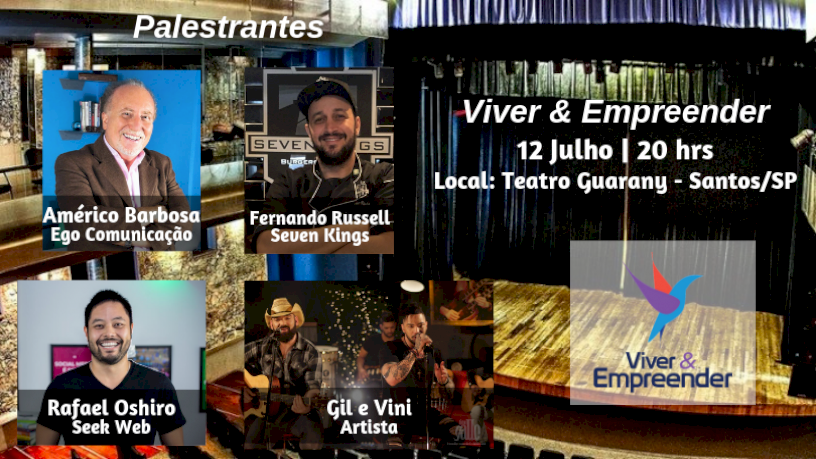 Palestrantes
Américo Barbosa
Ego Comunicação
SEVEN KINGS
BURGERS
Fernando Russell
Seven Kings
Rafael Oshiro
Seek Web
Gil e Vini
Artista
Viver & Empreender
12 Julho | 20 hrs
Local: Teatro Guarany - Santos/SP
Viver &
Empreender